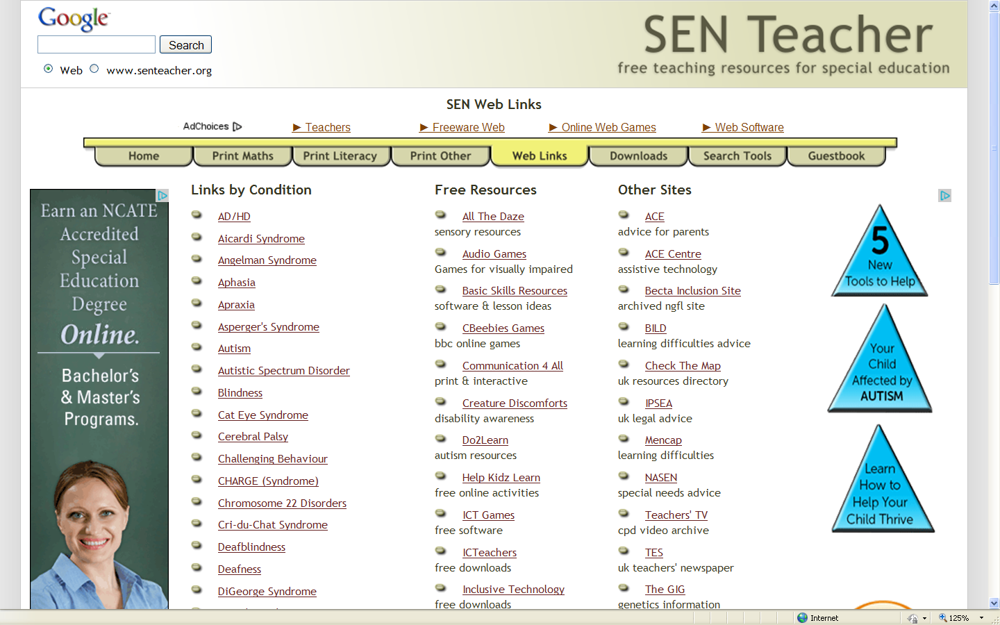 Google™
Search
Web www.senteacher.org
SEN Teacher
free teaching resources for special education
SEN Web Links
AdChoices
► Teachers
► Freeware Web
► Online Web Games
► Web Software
Home
Print Maths
Print Literacy
Print Other
Web Links
Downloads
Search Tools
Guestbook
Earn an NCATE
Accredited
Special
Education
Degree
Online.
Bachelor's
& Master's
Programs.
Links by Condition
AD/HD
Aicardi Syndrome
Angelman Syndrome
Aphasia
Apraxia
Asperger's Syndrome
Autism
Autistic Spectrum Disorder
Blindness
Cat Eye Syndrome
Cerebral Palsy
Challenging Behaviour
CHARGE (Syndrome)
Chromosome 22 Disorders
Cri-du-Chat Syndrome
Deafblindness
Deafness
DiGeorge Syndrome
Free Resources
All The Daze
sensory resources
Audio Games
Games for visually impaired
Basic Skills Resources
software & lesson ideas
CBeebies Games
bbc online games
Communication 4 All
print & interactive
Creature Discomforts
disability awareness
Do2Learn
autism resources
Help Kidz Learn
free online activities
ICT Games
free software
ICTeachers
free downloads
Inclusive Technology
free downloads
Other Sites
ACE
advice for parents
ACE Centre
assistive technology
Becta Inclusion Site
archived ngfl site
BILD
learning difficulties advice
Check The Map
uk resources directory
IPSEA
uk legal advice
Mencap
learning difficulties
NASEN
special needs advice
Teachers' TV
cpd video archive
TES
uk teachers' newspaper
The GIG
genetics information
5
New
Tools to Help
Your
Child
Affected by
AUTISM
Learn
How to
Help Your
Child Thrive
Internet
125%